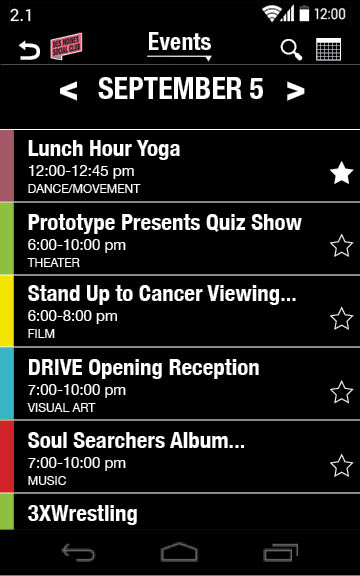 2.1
12:00
DES MOINES
SOCIAL CLUB
Events
< SEPTEMBER 5 >
Lunch Hour Yoga
12:00-12:45 pm
DANCE/MOVEMENT
Prototype Presents Quiz Show
6:00-10:00 pm
THEATER
Stand Up to Cancer Viewing...
6:00-8:00 pm
FILM
DRIVE Opening Reception
7:00-10:00 pm
VISUAL ART
Soul Searchers Album...
7:00-10:00 pm
MUSIC
3XWrestling